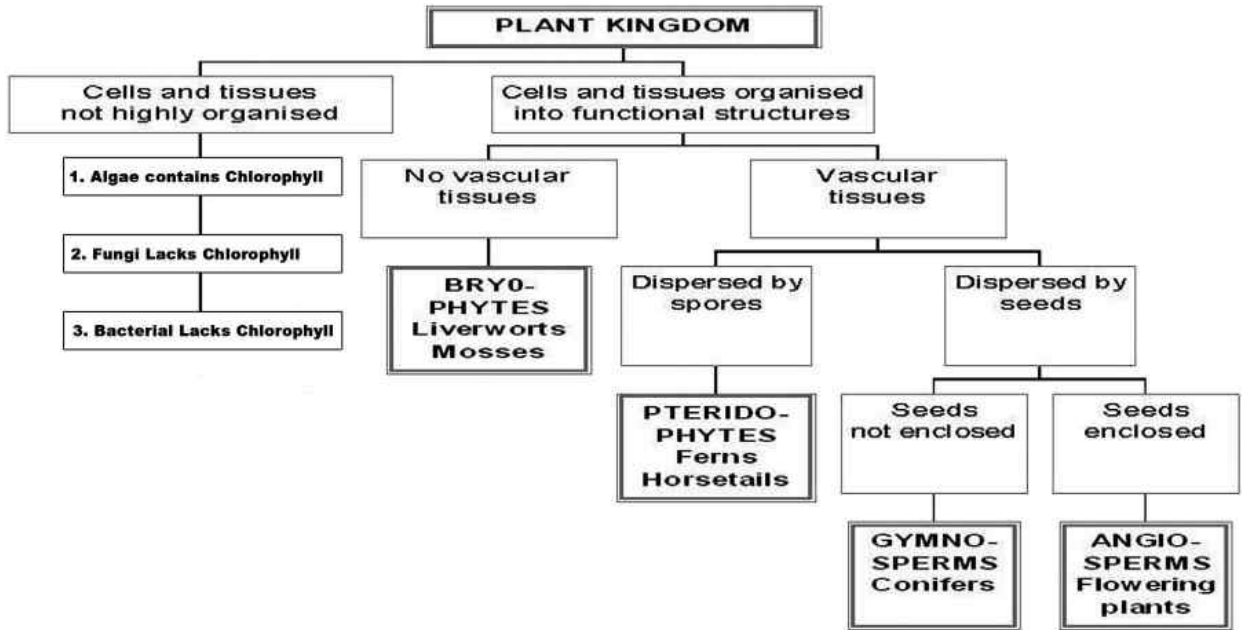 PLANT KINGDOM
Cells and tissues
not highly organised
Cells and tissues organised
into functional structures
1. Algae contains Chlorophyll
2. Fungi Lacks Chlorophyll
3. Bacterial Lacks Chlorophyll
No vascular
tissues
Vascular
tissues
BRY0-
PHYTES
Liverworts
Mosses
Dispersed by
spores
Dispersed by
seeds
PTERIDO-
PHYTES
Ferns
Horsetails
Seeds
not enclosed
Seeds
enclosed
GYMNO-
SPERMS
Conifers
ANGIO-
SPERMS
Flowering
plants